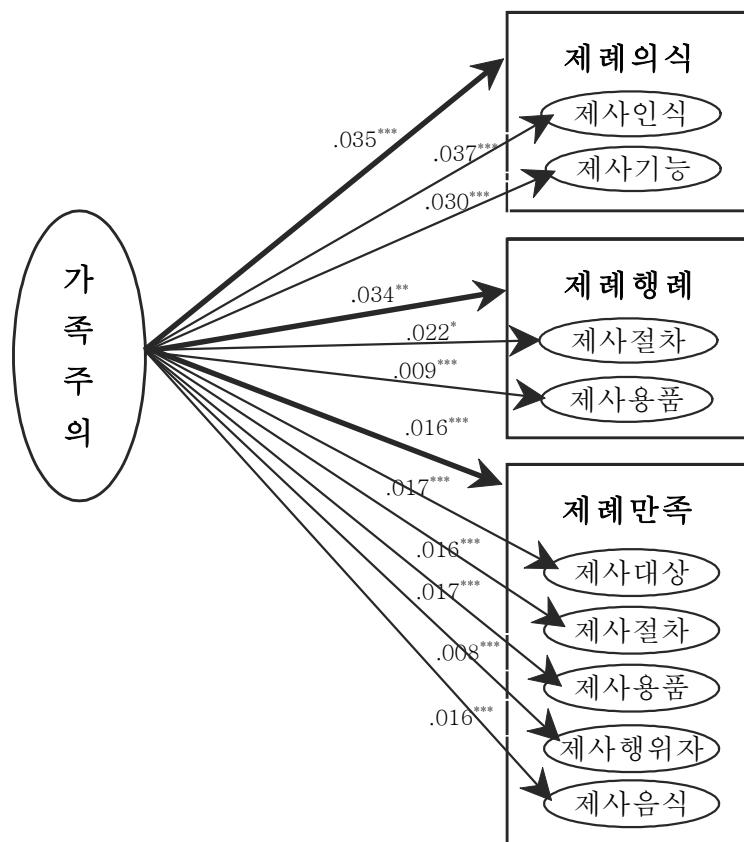 가족주의
.035***
.037***
.030***
.034**
.022*
.009***
.016***
.017***
.016***
.017***
.008***
.016***
제례의식
제사인식
제사기능
제례행례
제사절차
제사용품
제례만족
제사대상
제사절차
제사용품
제사행위자
제사음식